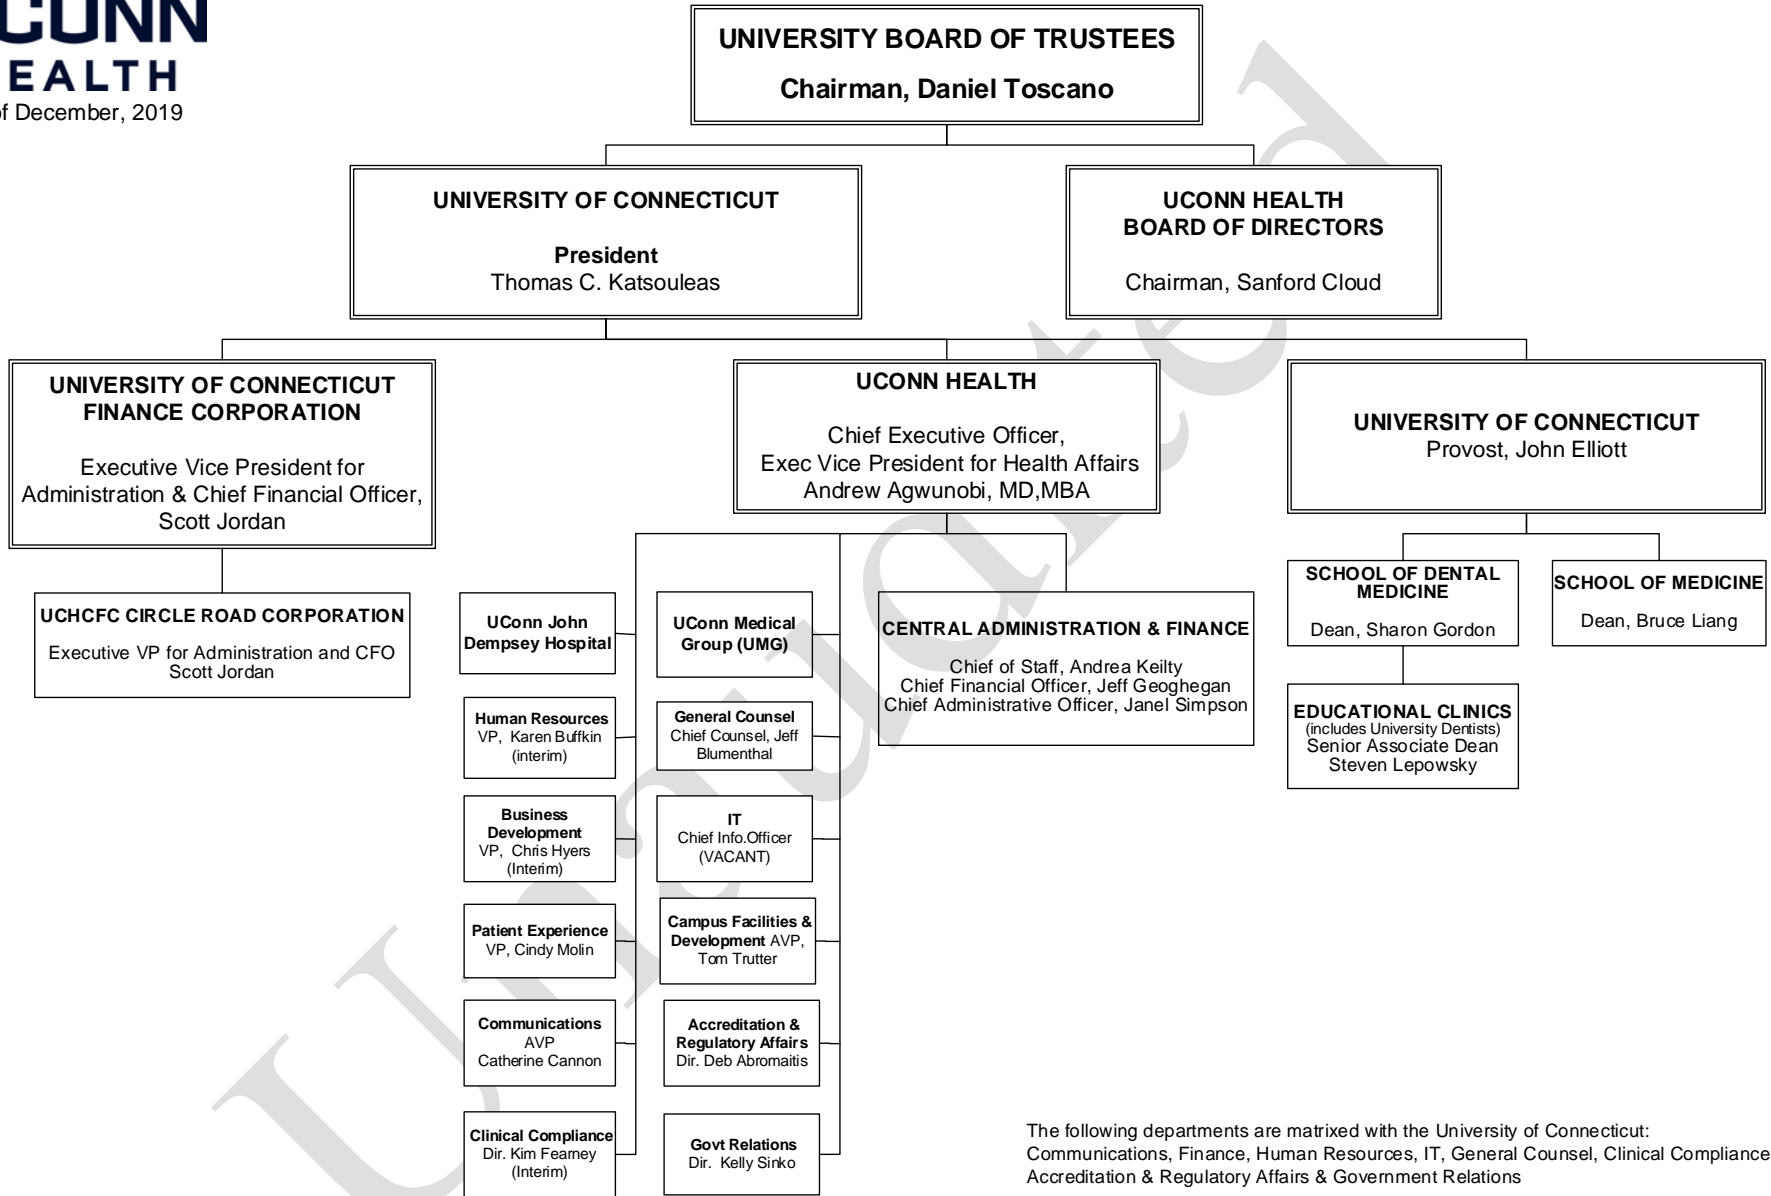 CUNN
EALTH
of December, 2019
UNIVERSITY BOARD OF TRUSTEES
Chairman, Daniel Toscano
UNIVERSITY OF CONNECTICUT
President
Thomas C. Katsouleas
UCONN HEALTH
BOARD OF DIRECTORS
Chairman, Sanford Cloud
UNIVERSITY OF CONNECTICUT
FINANCE CORPORATION
Executive Vice President for
Administration & Chief Financial Officer,
Scott Jordan
UCONN HEALTH
Chief Executive Officer,
Exec Vice President for Health Affairs
Andrew Agwunobi, MD,MBA
UNIVERSITY OF CONNECTICUT
Provost, John Elliott
UCHCFC CIRCLE ROAD CORPORATION
Executive VP for Administration and CFO
Scott Jordan
UConn John
Dempsey Hospital
UConn Medical
Group (UMG)
CENTRAL ADMINISTRATION & FINANCE
Chief of Staff, Andrea Keilty
Chief Financial Officer, Jeff Geoghegan
Chief Administrative Officer, Janel Simpson
SCHOOL OF DENTAL
MEDICINE
Dean, Sharon Gordon
SCHOOL OF MEDICINE
Dean, Bruce Liang
EDUCATIONAL CLINICS
(includes University Dentists)
Senior Associate Dean
Steven Lepowsky
Human Resources
VP, Karen Buffkin
(interim)
General Counsel
Chief Counsel, Jeff
Blumenthal
Business
Development
VP, Chris Hyers
(Interim)
IT
Chief Info.Officer
(VACANT)
Patient Experience
VP, Cindy Molin
Campus Facilities &
Development AVP,
Tom Trutter
Communications
AVP
Catherine Cannon
Accreditation &
Regulatory Affairs
Dir. Deb Abromaitis
Clinical Compliance
Dir. Kim Fearney
(Interim)
Govt Relations
Dir. Kelly Sinko
The following departments are matrixed with the University of Connecticut:
Communications, Finance, Human Resources, IT, General Counsel, Clinical Compliance
Accreditation & Regulatory Affairs & Government Relations
Unaudited